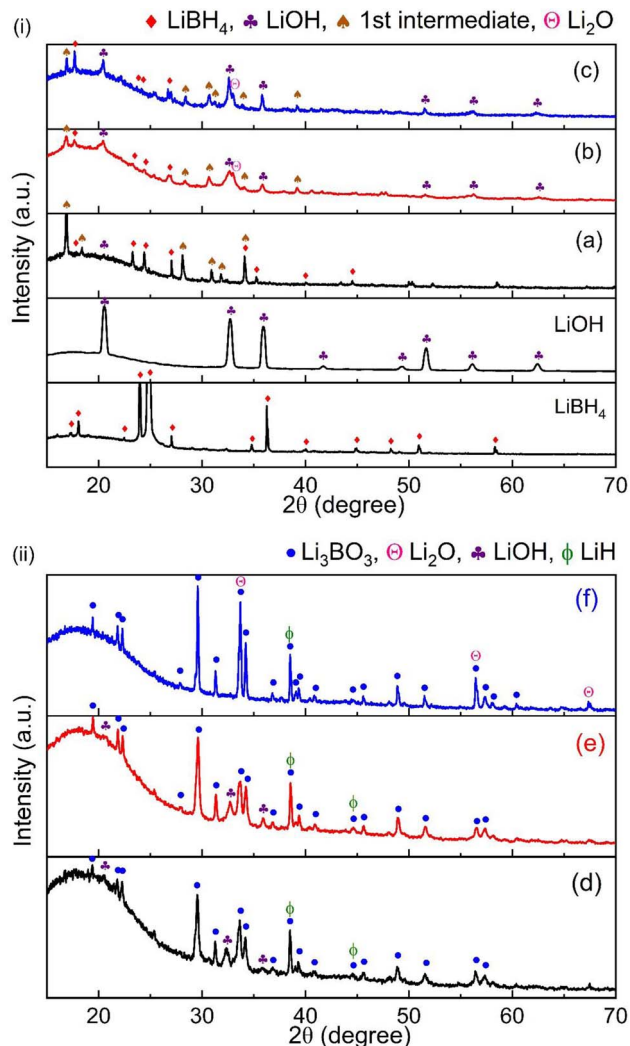 (i)
♦ LiBH₄, ♣ LiOH, ♠ 1st intermediate, Θ Li₂O
(c)
Θ
(b)
Θ
(a)
LiOH
LiBH₄
Intensity (a.u.)
20 30 40 50 60 70
2θ (degree)
(ii)
● Li₃BO₃, Θ Li₂O, ♣ LiOH, ϕ LiH
(f)
Θ
ϕ
Θ
Θ
(e)
ϕ
ϕ
(d)
ϕ
ϕ
Intensity (a.u.)
20 30 40 50 60 70
2θ (degree)